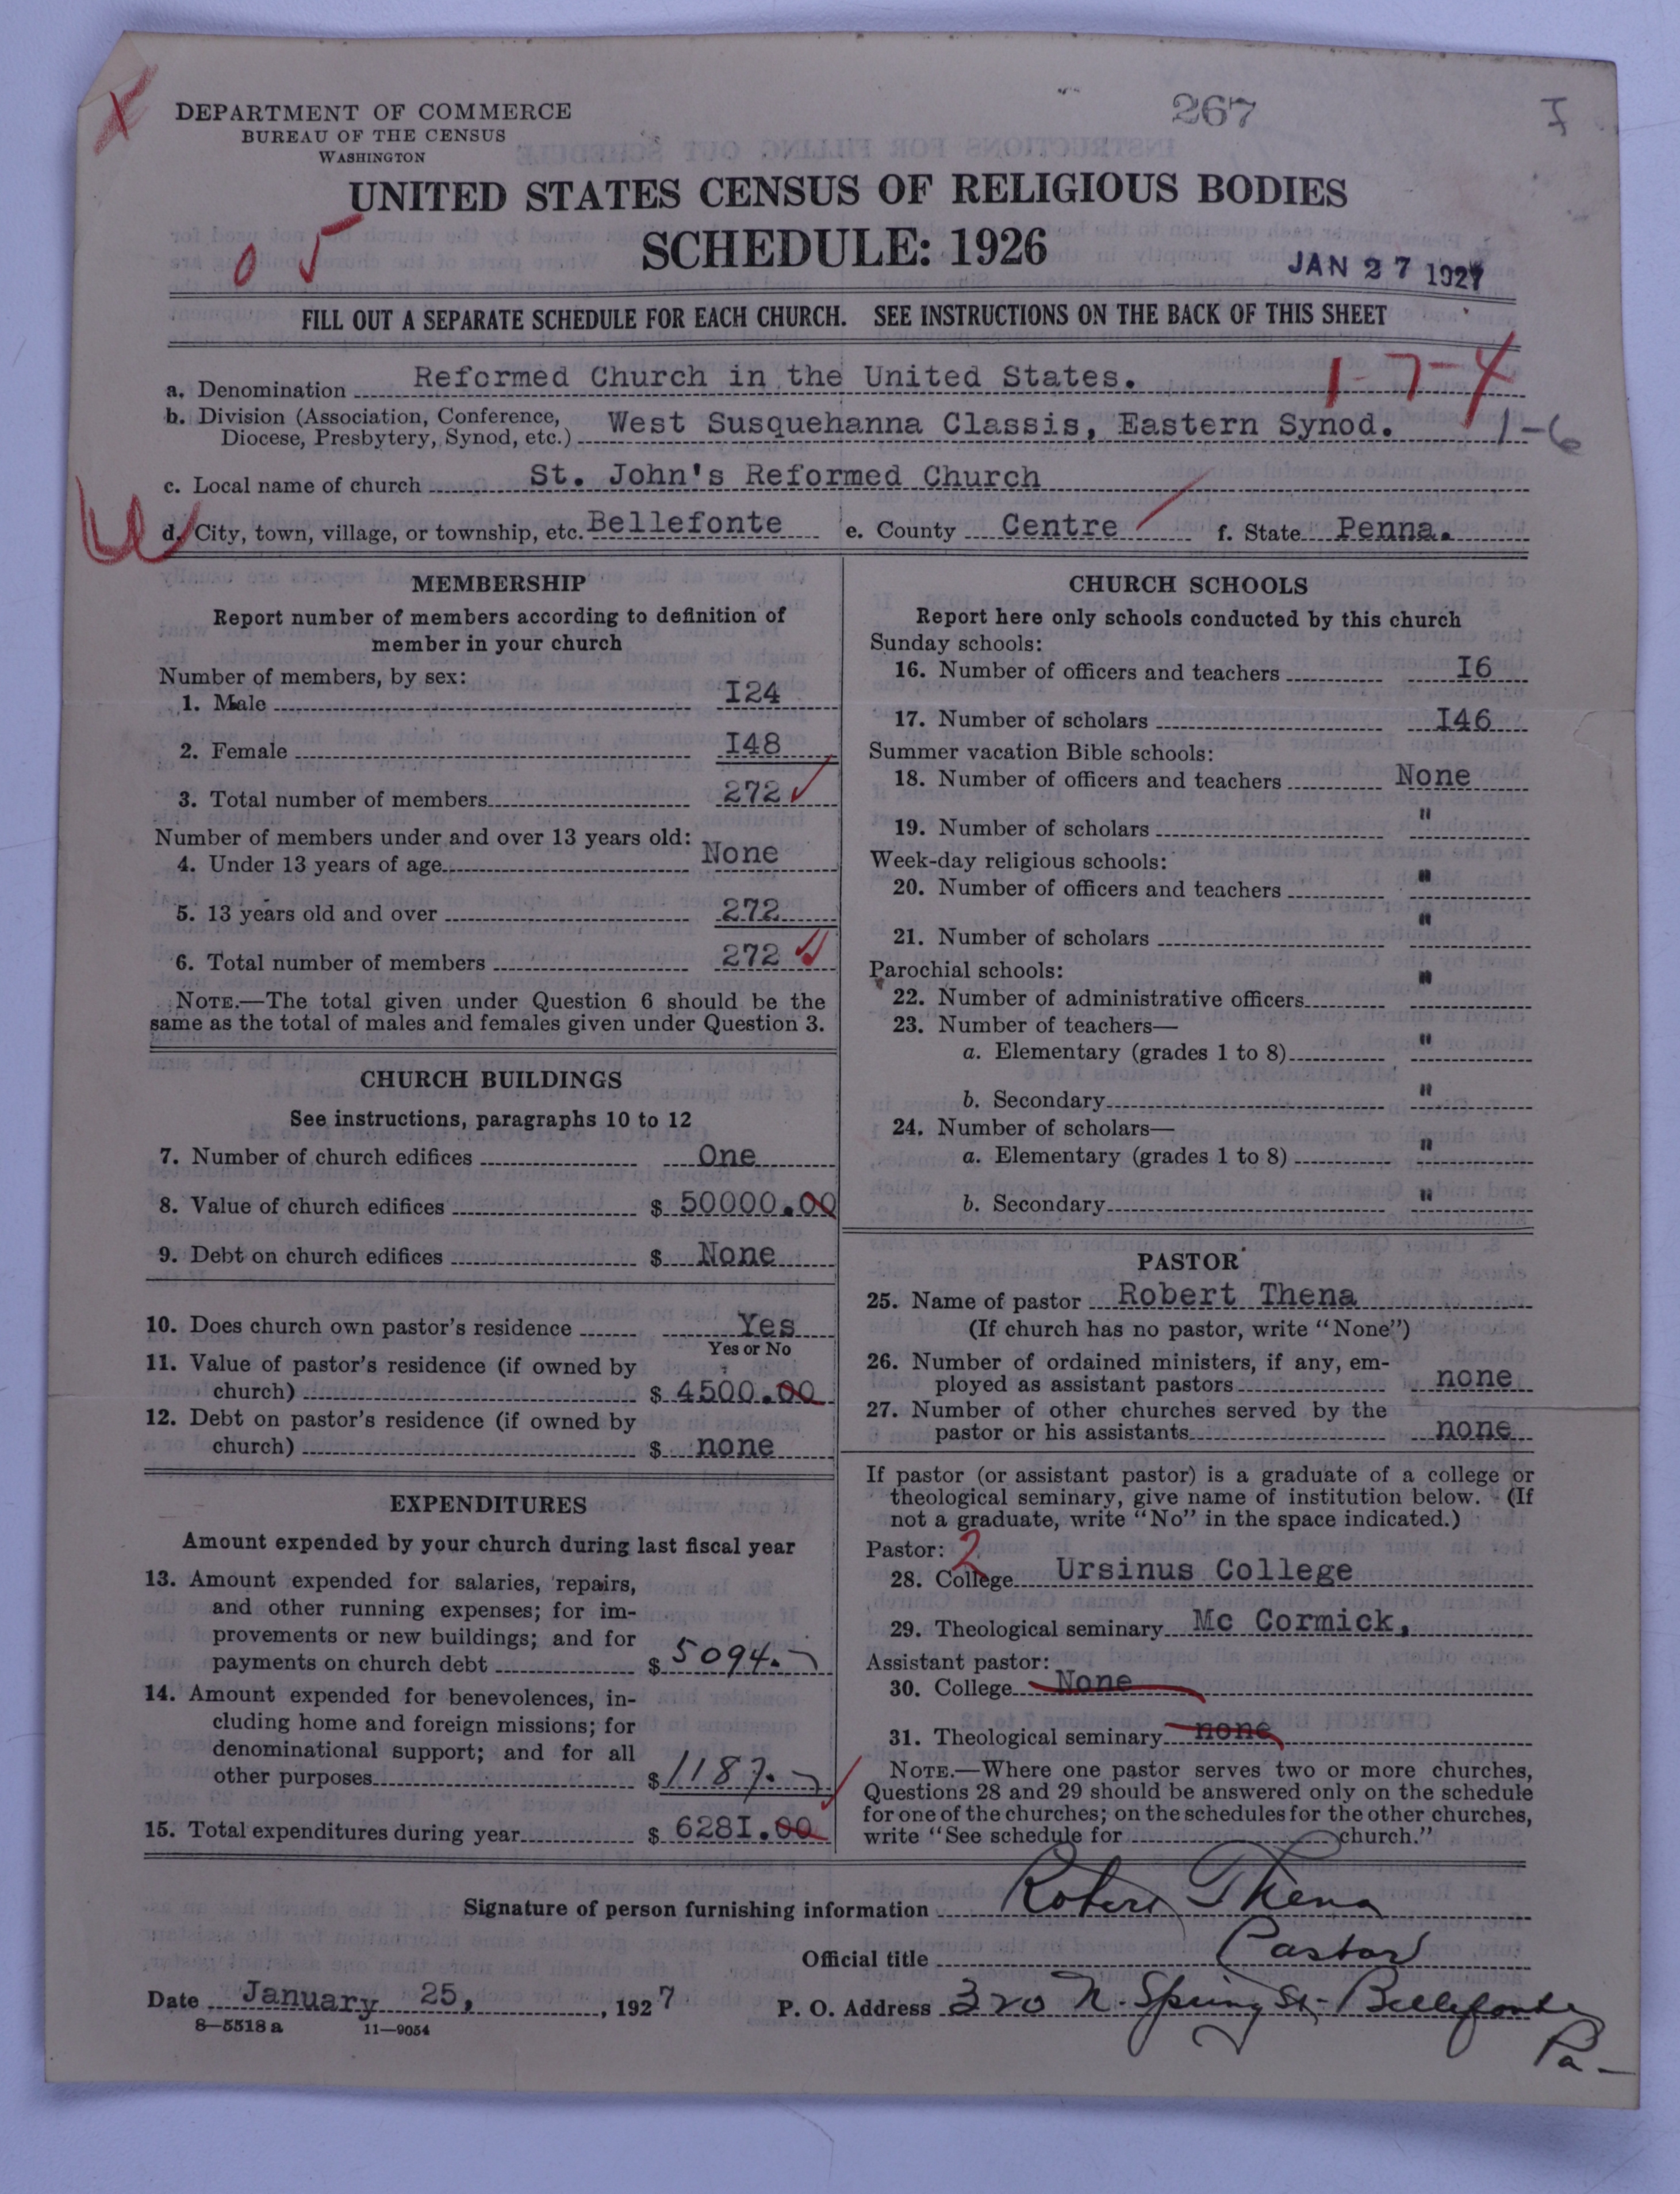 267
I
DEPARTMENT OF COMMERCE
BUREAU OF THE CENSUS
WASHINGTON
UNITED STATES CENSUS OF RELIGIOUS BODIES
SCHEDULE: 1926
0 5
JAN 27 1927
FILL OUT A SEPARATE SCHEDULE FOR EACH CHURCH. SEE INSTRUCTIONS ON THE BACK OF THIS SHEET
1-7-4
a. Denomination Reformed Church in the United States.
b. Division (Association, Conference,
Diocese, Presbytery, Synod, etc.) West Susquehanna Classis, Eastern Synod. 1-6
c. Local name of church St. John's Reformed Church
d. City, town, village, or township, etc. Bellefonte e. County Centre f. State Penna.
MEMBERSHIP
Report number of members according to definition of
member in your church
Number of members, by sex:
1. Male I24
2. Female I48
3. Total number of members 272
Number of members under and over 13 years old:
4. Under 13 years of age None
5. 13 years old and over 272
6. Total number of members 272
NOTE.—The total given under Question 6 should be the
same as the total of males and females given under Question 3.
CHURCH BUILDINGS
See instructions, paragraphs 10 to 12
7. Number of church edifices One
8. Value of church edifices $ 50000.00
9. Debt on church edifices $ None
10. Does church own pastor's residence Yes
Yes or No
11. Value of pastor's residence (if owned by
church) $ 4500.00
12. Debt on pastor's residence (if owned by
church) $ none
EXPENDITURES
Amount expended by your church during last fiscal year
13. Amount expended for salaries, repairs,
and other running expenses; for im-
provements or new buildings; and for
payments on church debt $ 5094.
14. Amount expended for benevolences, in-
cluding home and foreign missions; for
denominational support; and for all
other purposes $ 1187.
15. Total expenditures during year $ 628I.00
CHURCH SCHOOLS
Report here only schools conducted by this church
Sunday schools:
16. Number of officers and teachers I6
17. Number of scholars I46
Summer vacation Bible schools:
18. Number of officers and teachers None
19. Number of scholars "
Week-day religious schools:
20. Number of officers and teachers "
21. Number of scholars "
Parochial schools:
22. Number of administrative officers "
23. Number of teachers—
a. Elementary (grades 1 to 8) "
b. Secondary "
24. Number of scholars—
a. Elementary (grades 1 to 8) "
b. Secondary "
PASTOR
25. Name of pastor Robert Thena
(If church has no pastor, write "None")
26. Number of ordained ministers, if any, em-
ployed as assistant pastors none
27. Number of other churches served by the
pastor or his assistants none
If pastor (or assistant pastor) is a graduate of a college or
theological seminary, give name of institution below. (If
not a graduate, write "No" in the space indicated.)
Pastor: 2
28. College Ursinus College
29. Theological seminary Mc Cormick,
Assistant pastor:
30. College None
31. Theological seminary none
NOTE.—Where one pastor serves two or more churches,
Questions 28 and 29 should be answered only on the schedule
for one of the churches; on the schedules for the other churches,
write "See schedule for church."
Signature of person furnishing information Robert Thena
Official title Pastor
Date January 25, 1927 P. O. Address 320 N. Spring St- Bellefonte
Pa-
8—5518 a 11—9054